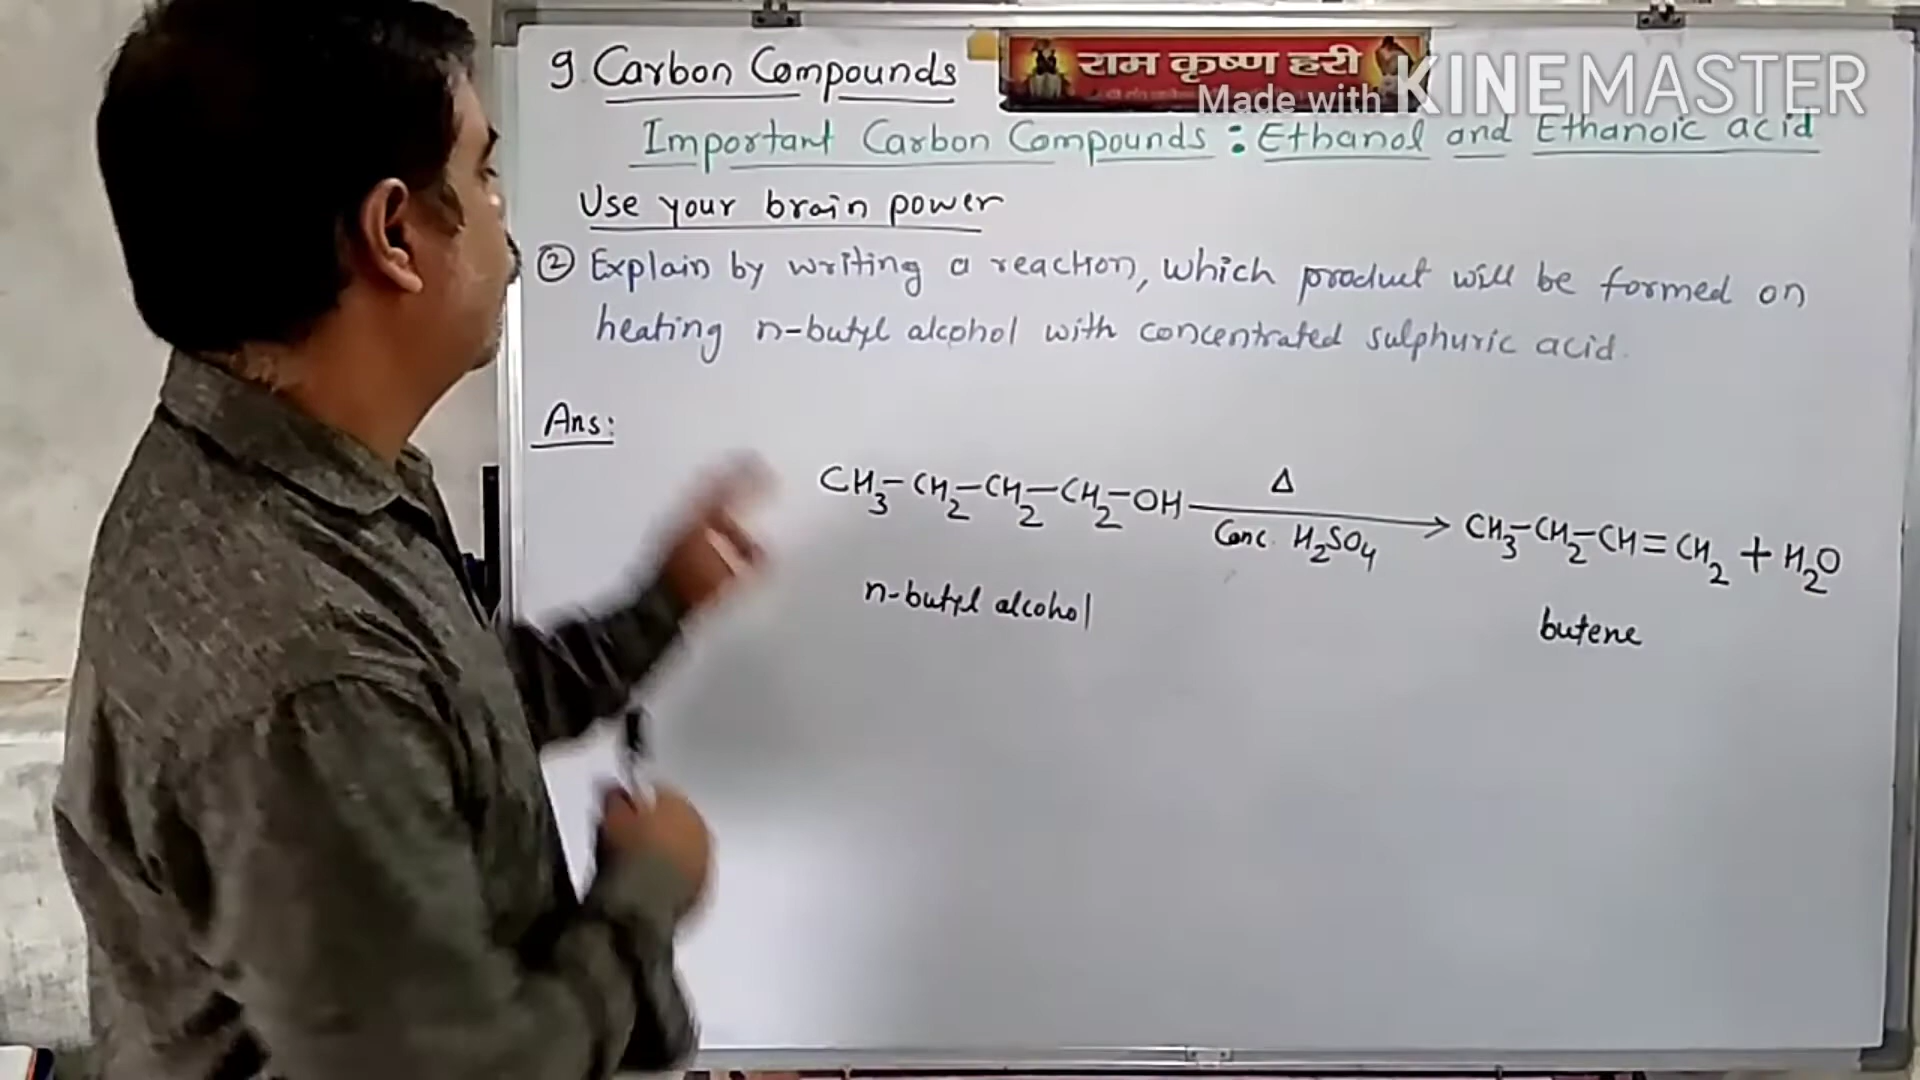 9. Carbon Compounds
राम कृष्ण हरी
Made with KINEMASTER
Important Carbon Compounds : Ethanol and Ethanoic acid
Use your brain power
② Explain by writing a reaction, which product will be formed on
heating n-butyl alcohol with concentrated sulphuric acid.
Ans:
CH₃-CH₂-CH₂-CH₂-OH —Δ→ CH₃-CH₂-CH=CH₂ + H₂O
Conc. H₂SO₄
n-butyl alcohol
butene